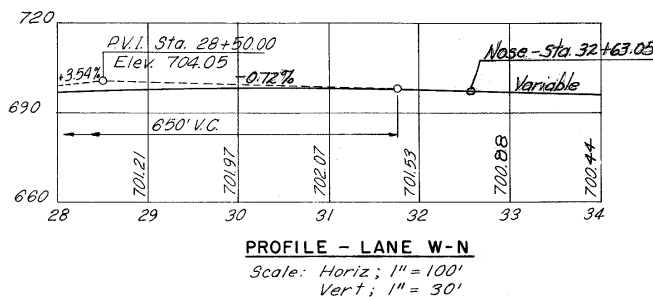 720
P.V.I. Sta. 28+50.00
Elev. 704.05
+3.54%
-0.72%
Nose-Sta. 32+63.05
Variable
690
650' V.C.
701.21
701.97
702.07
701.53
700.88
700.44
660
28 29 30 31 32 33 34
PROFILE - LANE W-N
Scale: Horiz; 1" = 100'
Vert; 1" = 30'